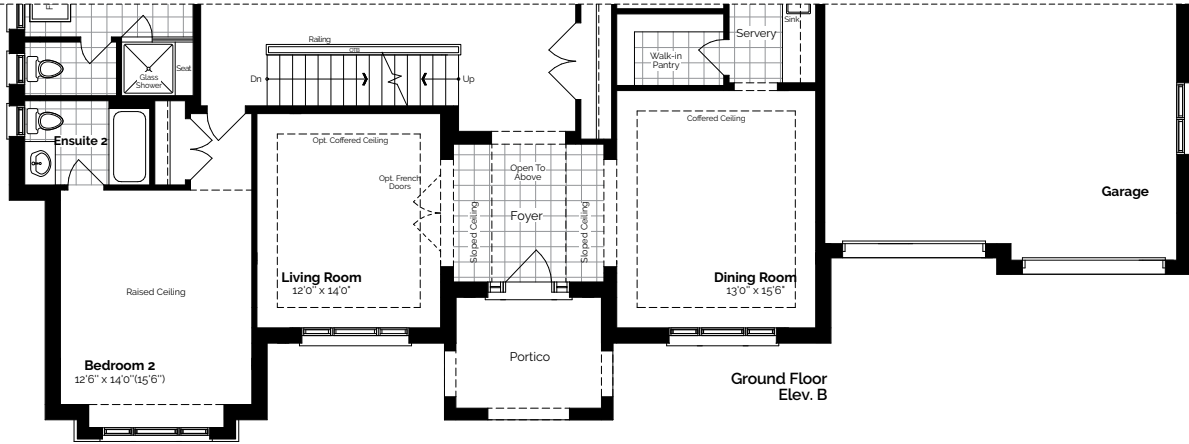 Railing
OTB
Dn
Up
Seat
Glass
Shower
Ensuite 2
Sink
Servery
Walk-in
Pantry
Opt. Coffered Ceiling
Coffered Ceiling
Opt. French
Doors
Open To
Above
Foyer
Sloped Ceiling
Sloped Ceiling
Garage
Living Room
12'0" x 14'0"
Dining Room
13'0" x 15'6"
Raised Ceiling
Portico
Bedroom 2
12'6" x 14'0"(15'6")
Ground Floor
Elev. B